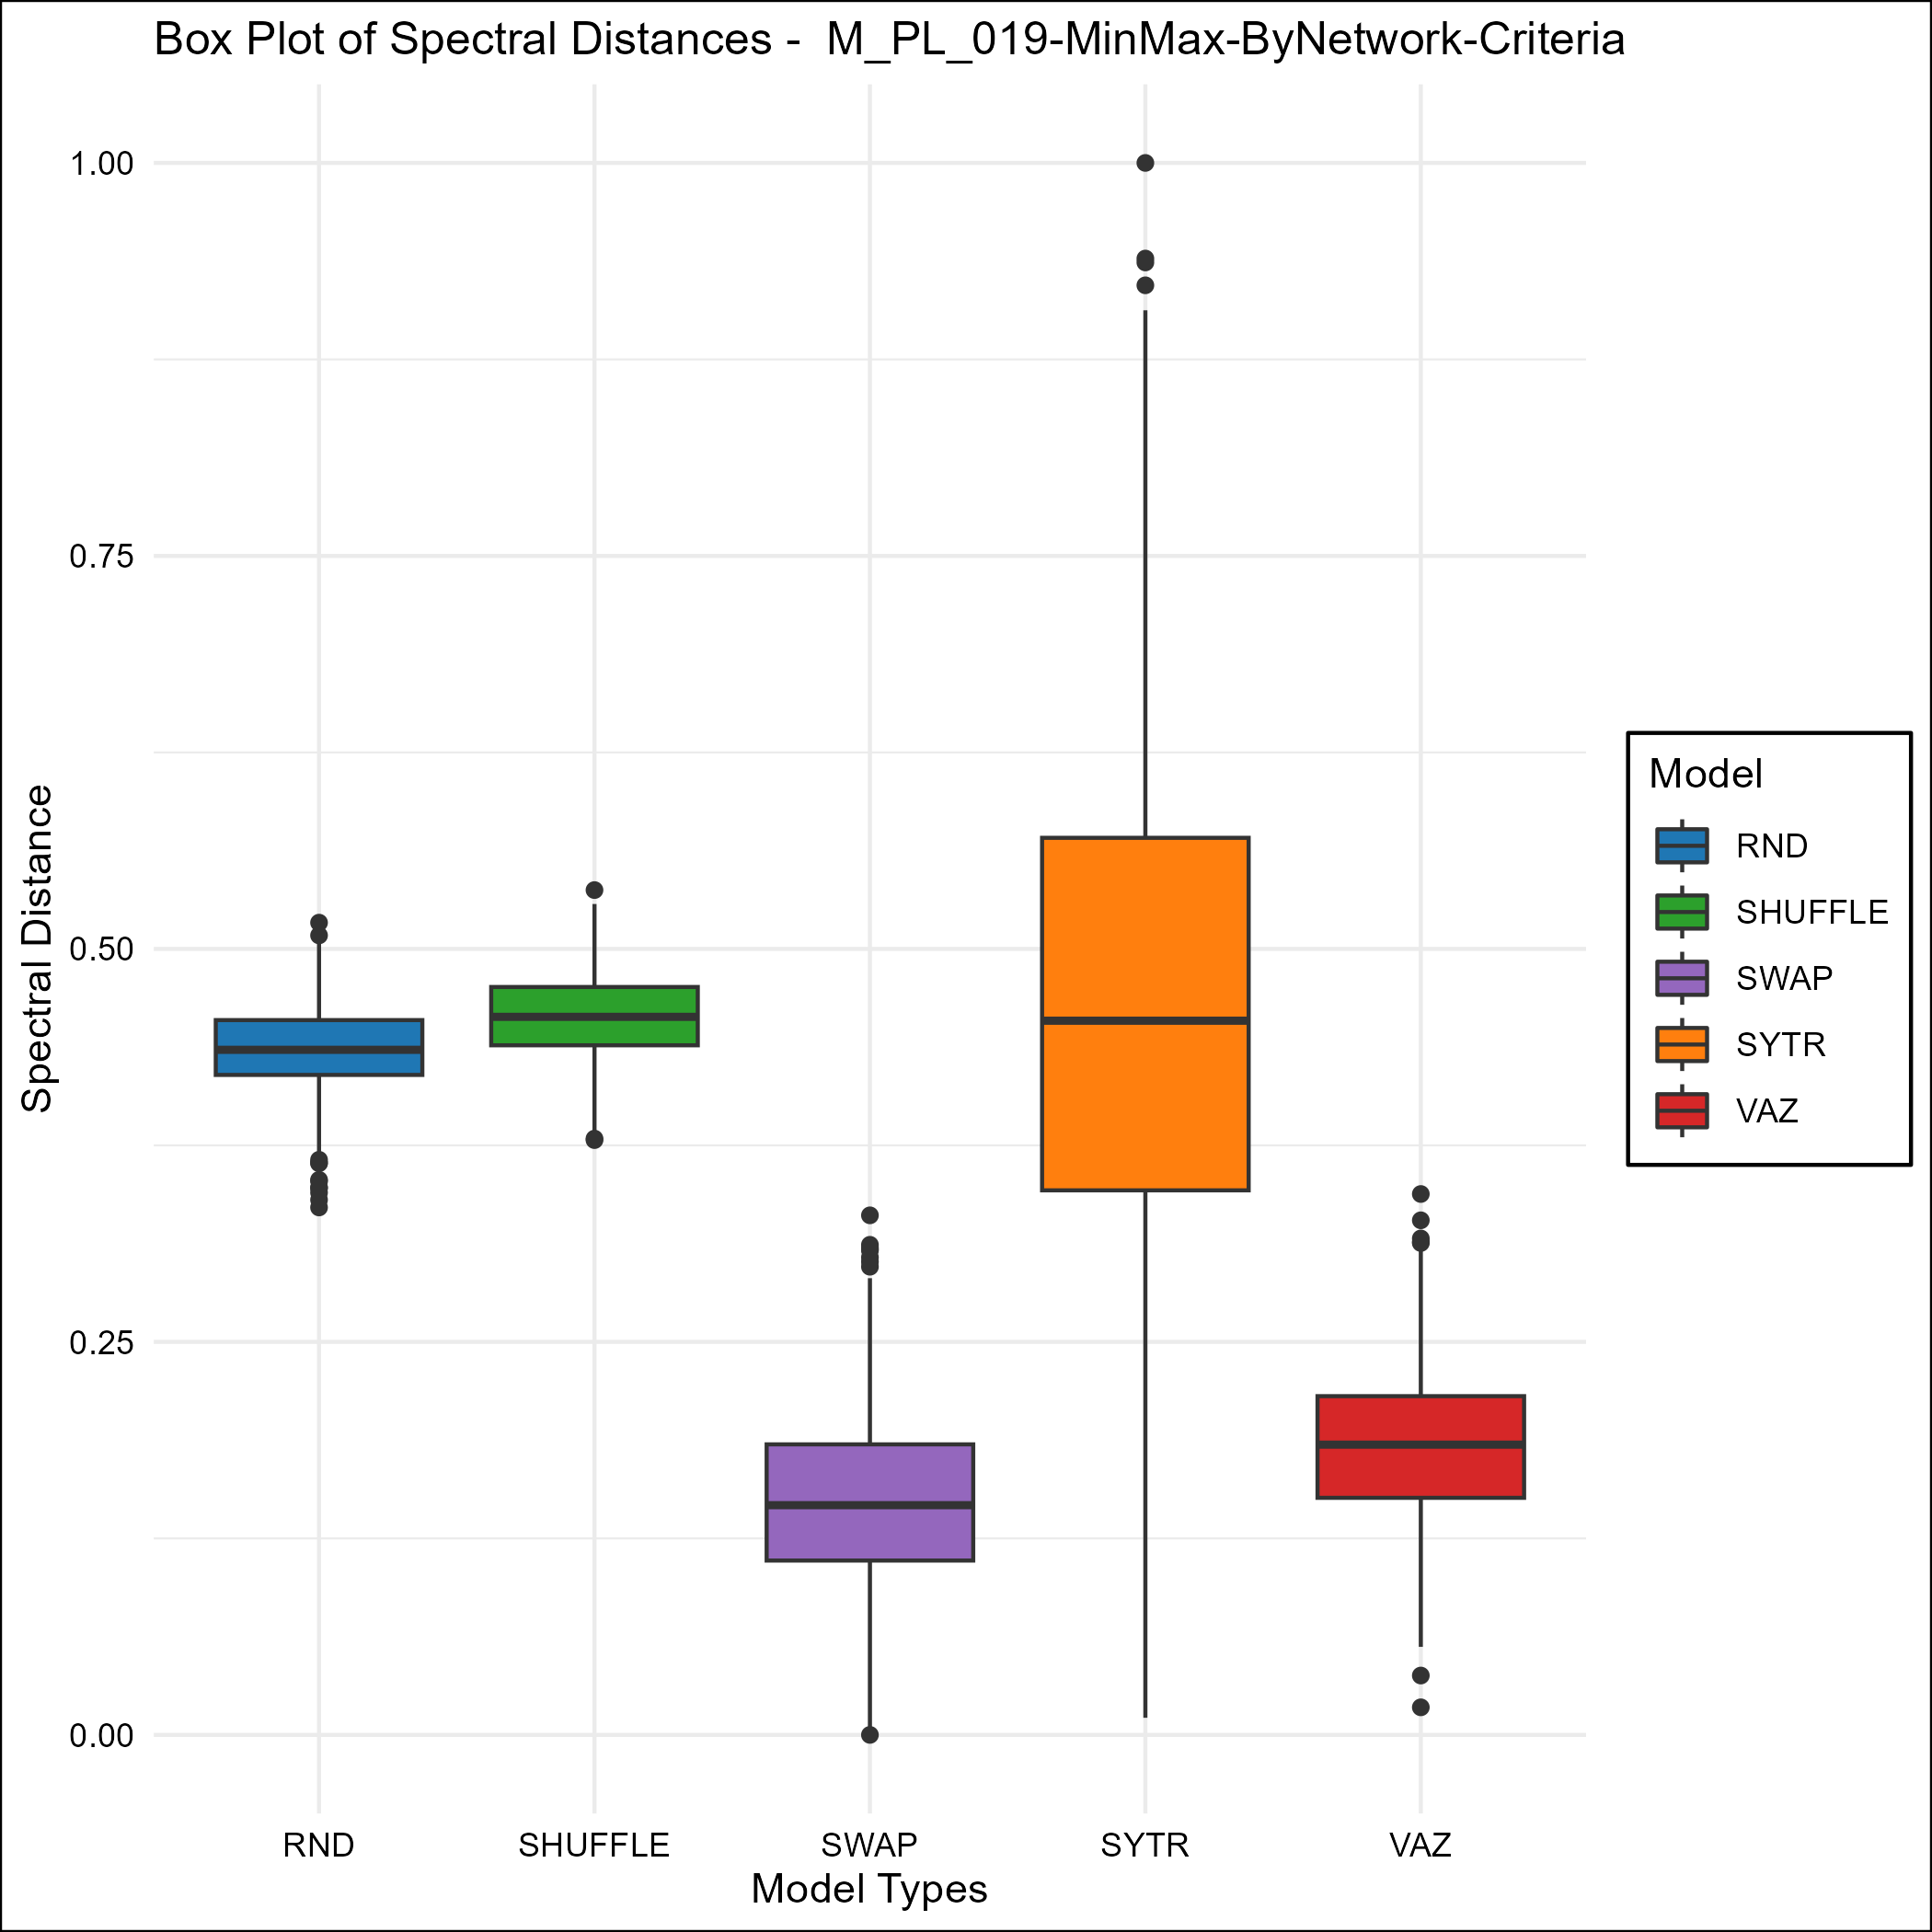 Box Plot of Spectral Distances -  M_PL_019-MinMax-ByNetwork-Criteria
Spectral Distance
1.00
0.75
0.50
0.25
0.00
RND
SHUFFLE
SWAP
SYTR
VAZ
Model Types
Model
RND
SHUFFLE
SWAP
SYTR
VAZ